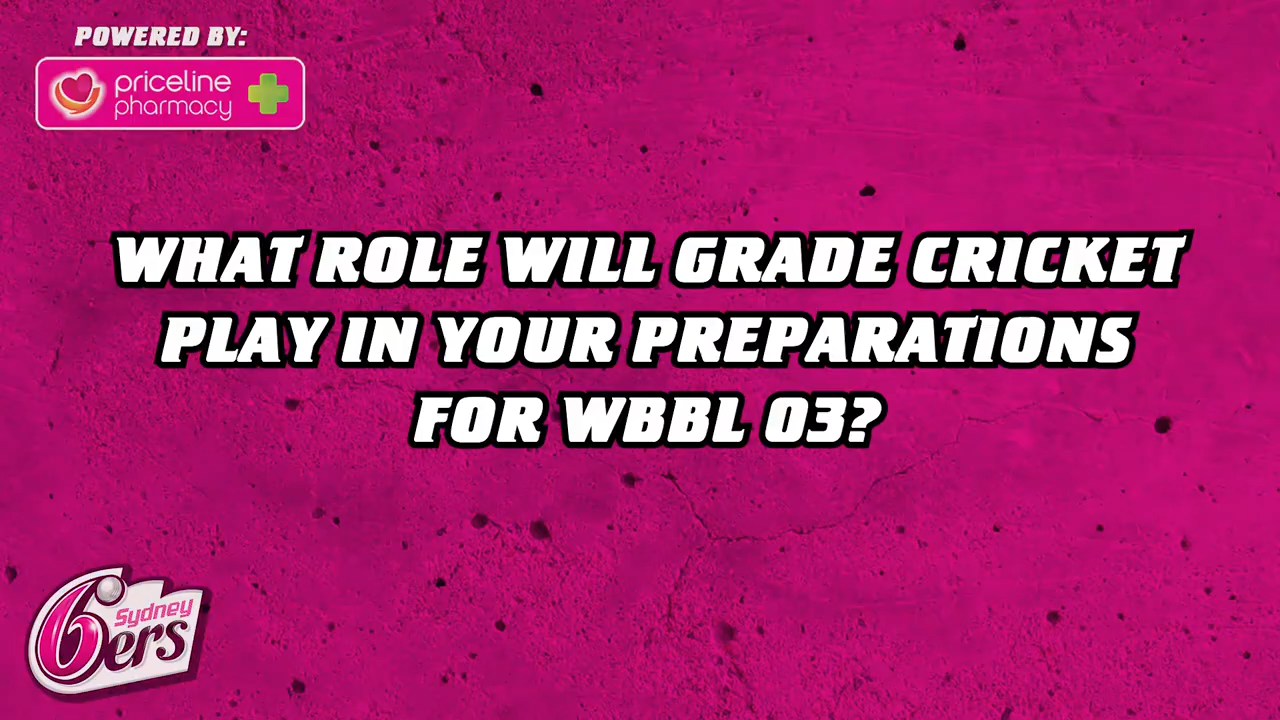 POWERED BY:
priceline
pharmacy
WHAT ROLE WILL GRADE CRICKET
PLAY IN YOUR PREPARATIONS
FOR WBBL 03?
Sydney
6ers